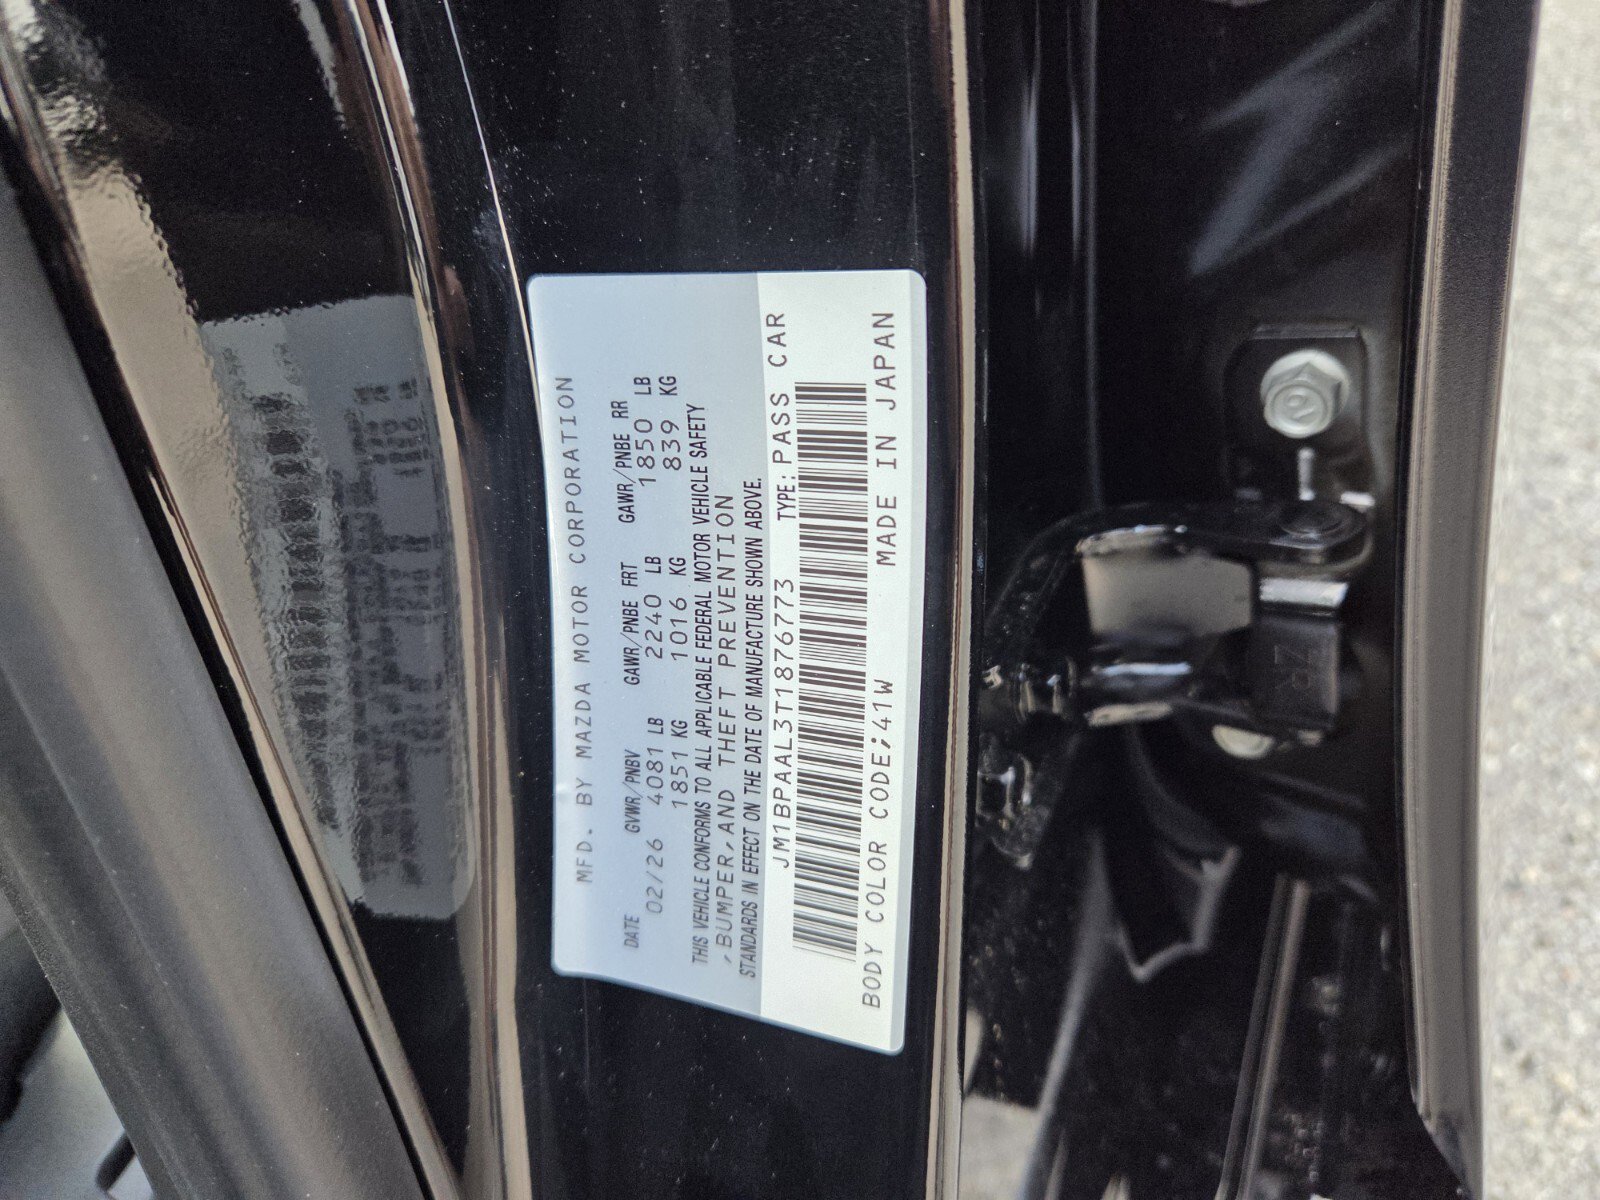 MFD. BY MAZDA MOTOR CORPORATION
DATE GVWR/PNBV GAWR/PNBE FRT GAWR/PNBE RR
02/26 4081 LB 2240 LB 1850 LB
1851 KG 1016 KG 839 KG
THIS VEHICLE CONFORMS TO ALL APPLICABLE FEDERAL MOTOR VEHICLE SAFETY
,BUMPER,AND THEFT PREVENTION
STANDARDS IN EFFECT ON THE DATE OF MANUFACTURE SHOWN ABOVE.
JM1BPAAL3T1876773 TYPE: PASS CAR
BODY COLOR CODE;41W MADE IN JAPAN